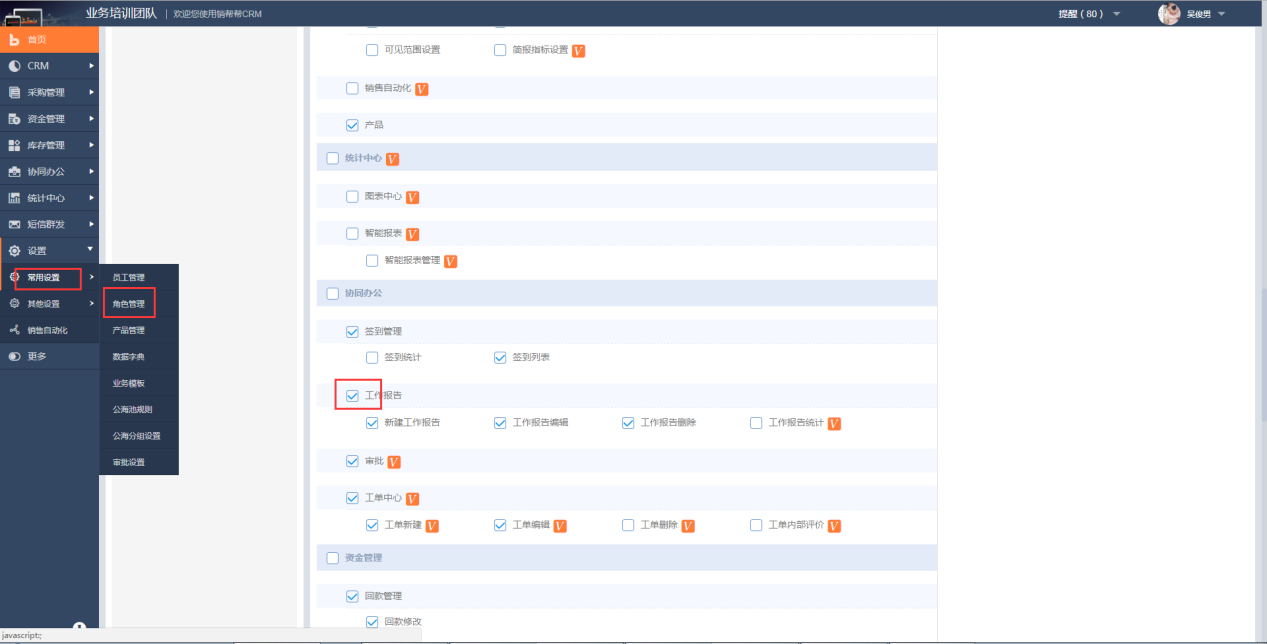 业务培训团队 | 欢迎您使用销帮帮CRM
提醒（80）
吴俊男
首页
CRM
采购管理
资金管理
库存管理
协同办公
统计中心
短信群发
设置
常用设置
其他设置
销售自动化
更多
员工管理
角色管理
产品管理
数据字典
业务模板
公海池规则
公海分组设置
审批设置
可见范围设置 简报指标设置 V
销售自动化 V
产品
统计中心 V
图表中心 V
智能报表 V
智能报表管理 V
协同办公
签到管理
签到统计 签到列表
工作报告
新建工作报告 工作报告编辑 工作报告删除 工作报告统计 V
审批 V
工单中心 V
工单新建 V 工单编辑 V 工单删除 V 工单内部评价 V
资金管理
回款管理
回款修改
javascript:;